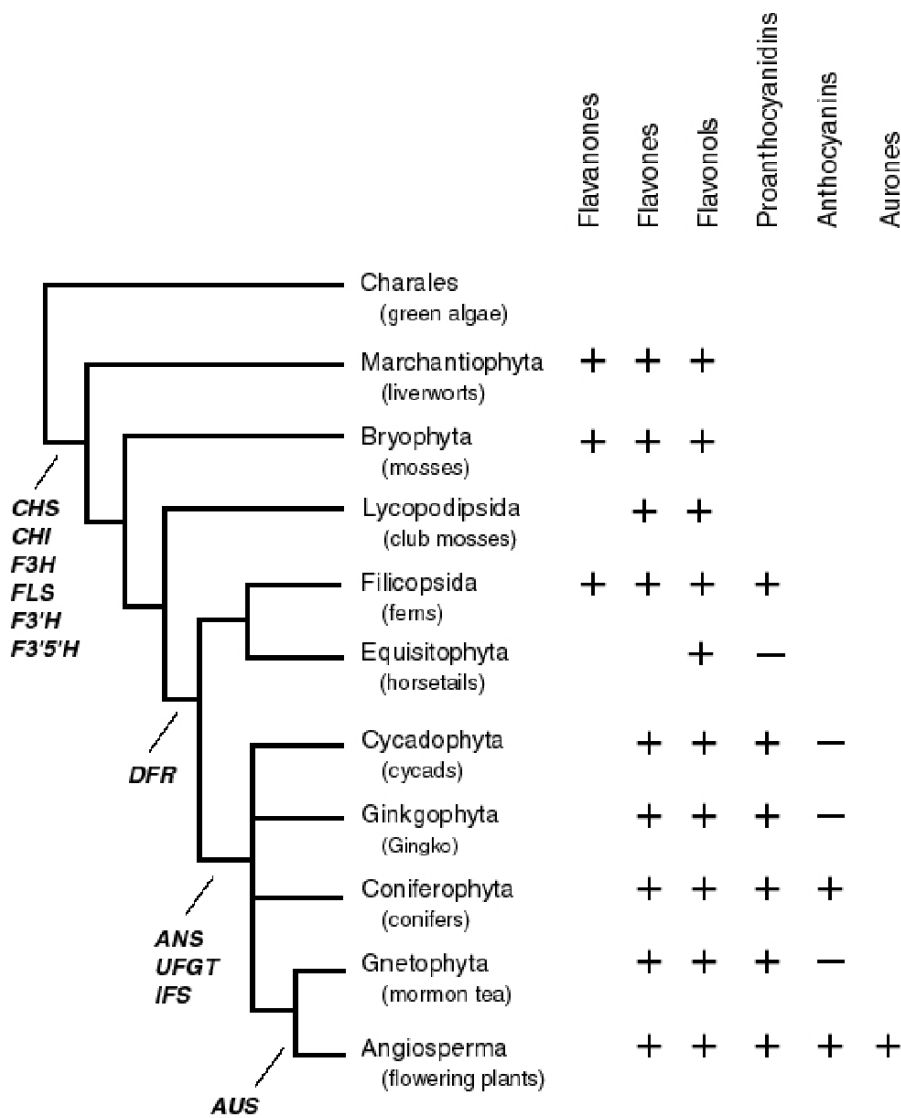 Flavanones
Flavones
Flavonols
Proanthocyanidins
Anthocyanins
Aurones
Charales
(green algae)
Marchantiophyta
(liverworts)
+ + +
Bryophyta
(mosses)
+ + +
Lycopodipsida
(club mosses)
+ +
Filicopsida
(ferns)
+ + + +
Equisitophyta
(horsetails)
+ —
Cycadophyta
(cycads)
+ + + —
Ginkgophyta
(Gingko)
+ + + —
Coniferophyta
(conifers)
+ + + +
Gnetophyta
(mormon tea)
+ + + —
Angiosperma
(flowering plants)
+ + + + +
CHS
CHI
F3H
FLS
F3'H
F3'5'H
DFR
ANS
UFGT
IFS
AUS